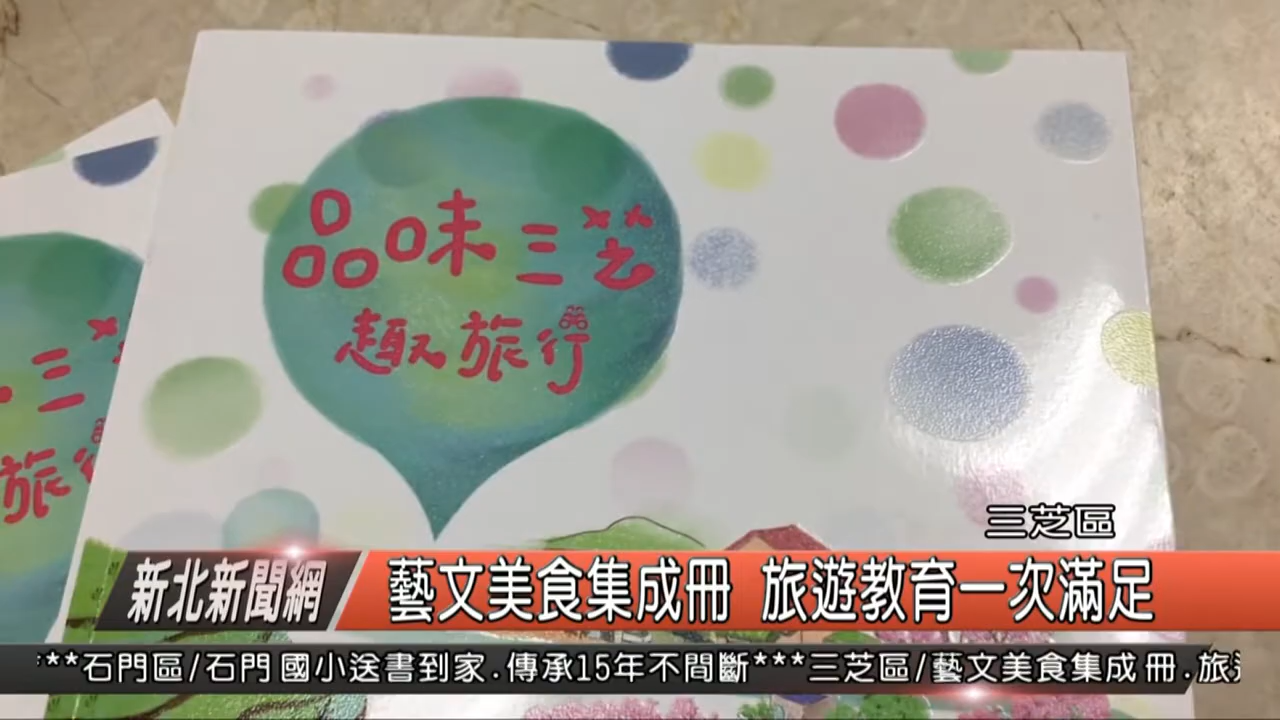 品味三芝
趣旅行
三
旅
三芝區
新北新聞網
藝文美食集成冊 旅遊教育一次滿足
***石門區/石門國小送書到家.傳承15年不間斷***三芝區/藝文美食集成冊.旅